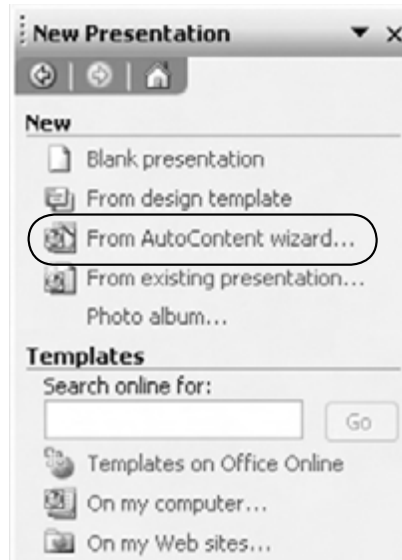 New Presentation
New
Blank presentation
From design template
From AutoContent wizard...
From existing presentation...
Photo album...
Templates
Search online for:
Go
Templates on Office Online
On my computer...
On my Web sites...